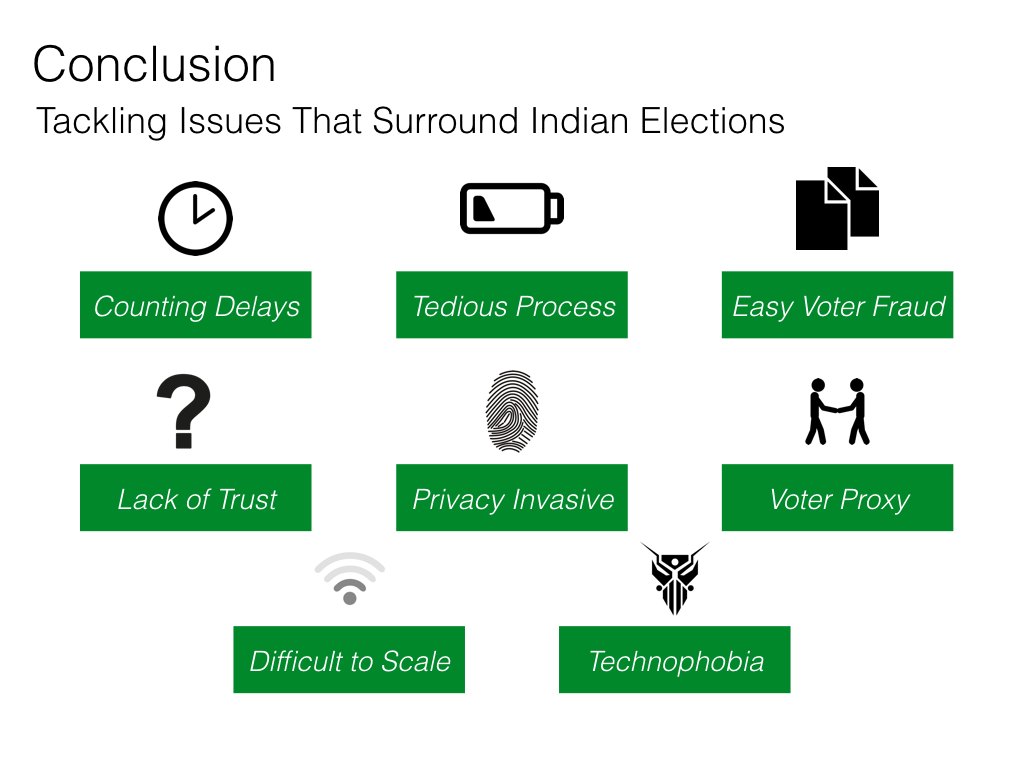 Conclusion
Tackling Issues That Surround Indian Elections
Counting Delays
Tedious Process
Easy Voter Fraud
Lack of Trust
Privacy Invasive
Voter Proxy
Difficult to Scale
Technophobia